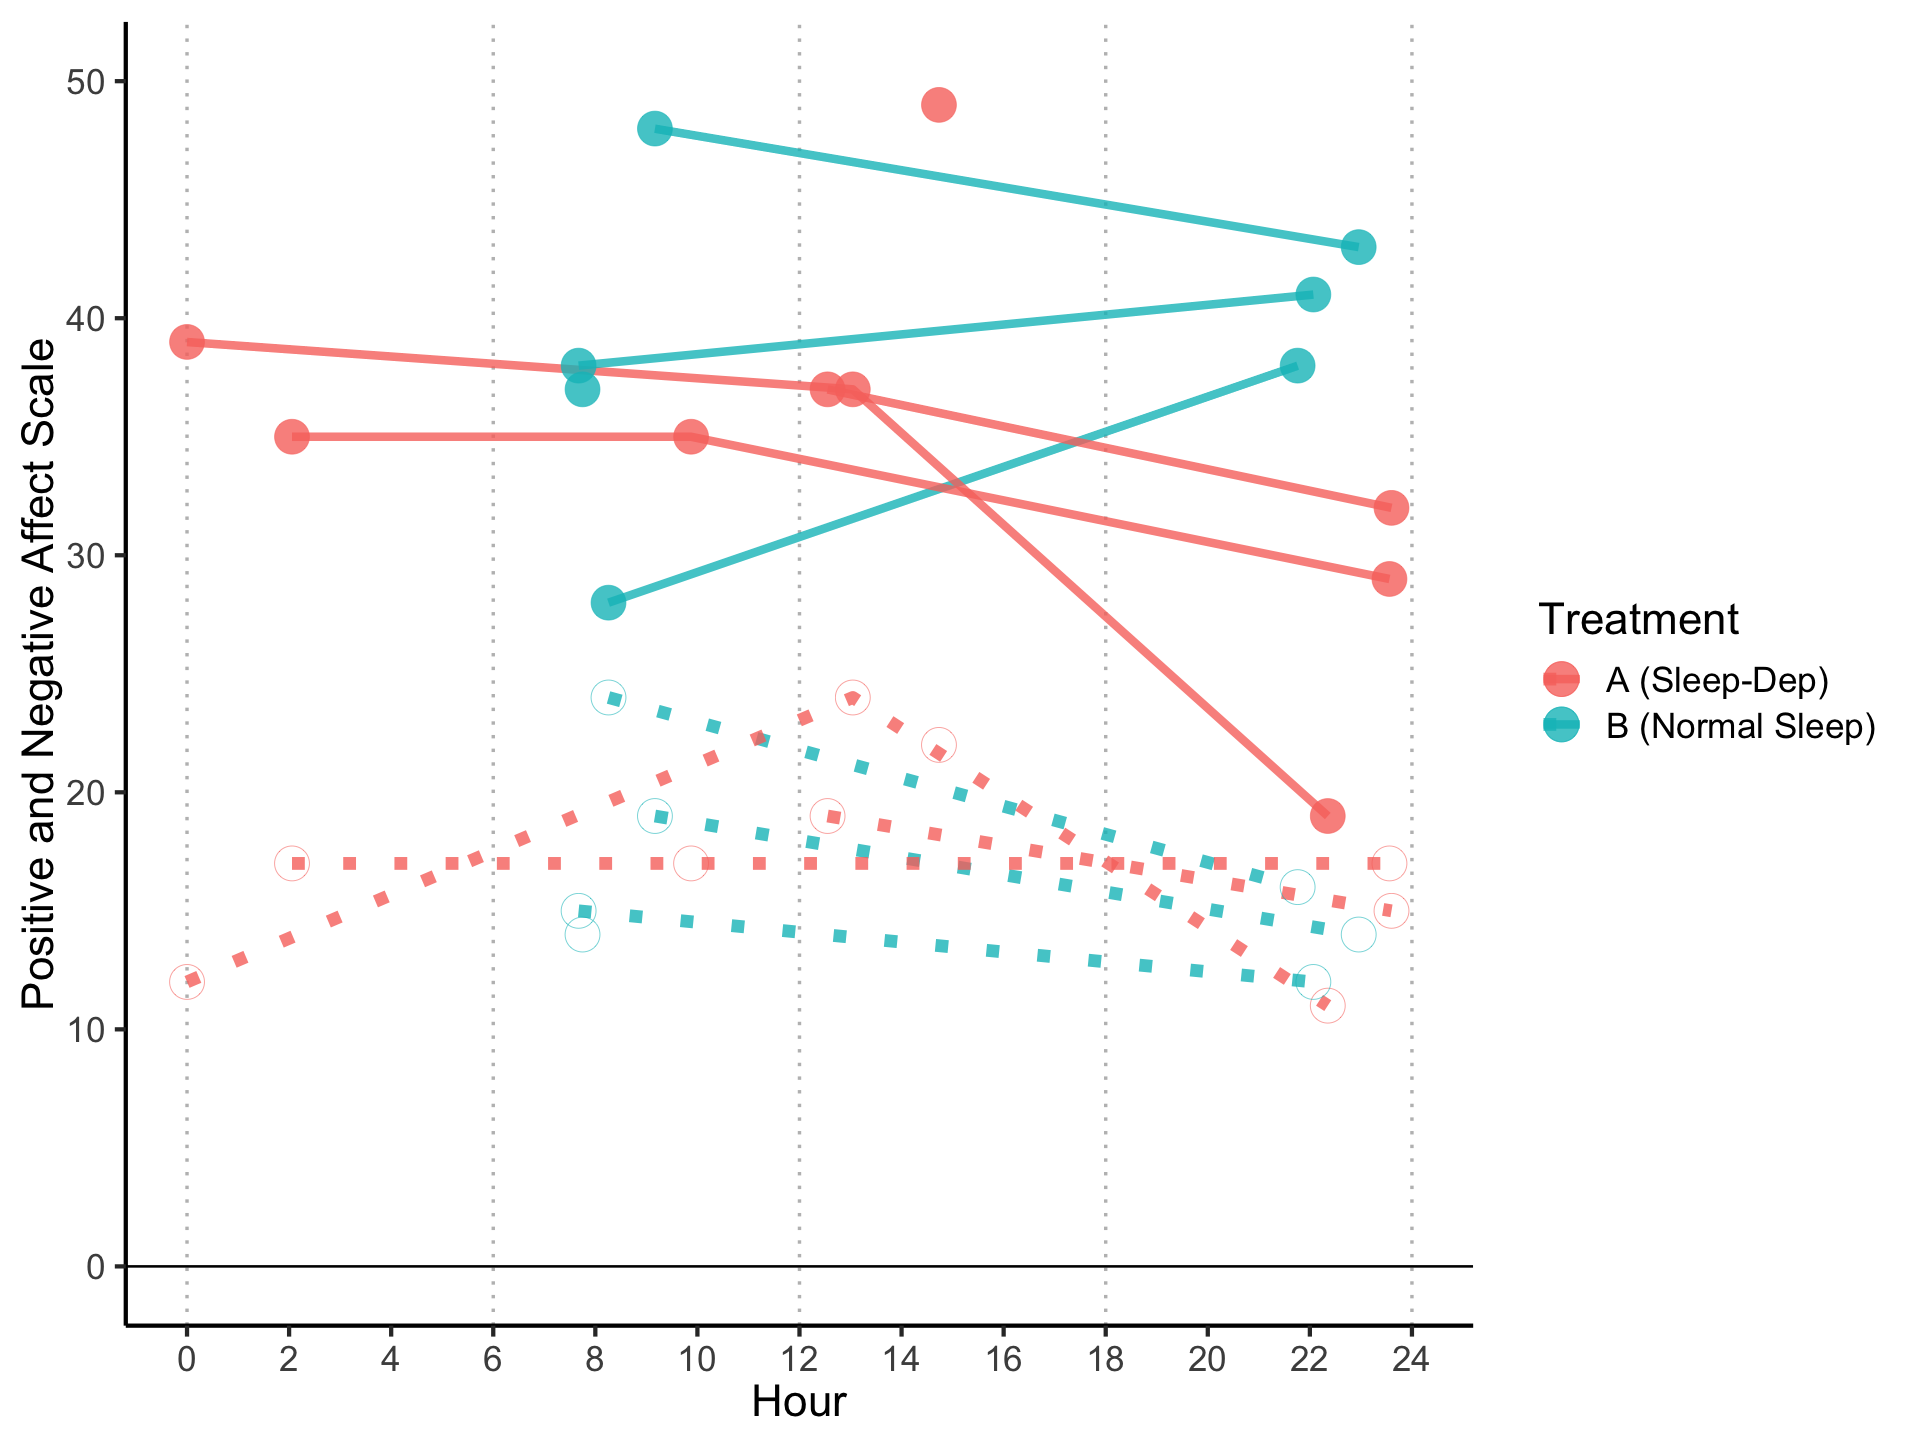 Positive and Negative Affect Scale
50
40
30
20
10
0
0 2 4 6 8 10 12 14 16 18 20 22 24
Hour
Treatment
A (Sleep-Dep)
B (Normal Sleep)